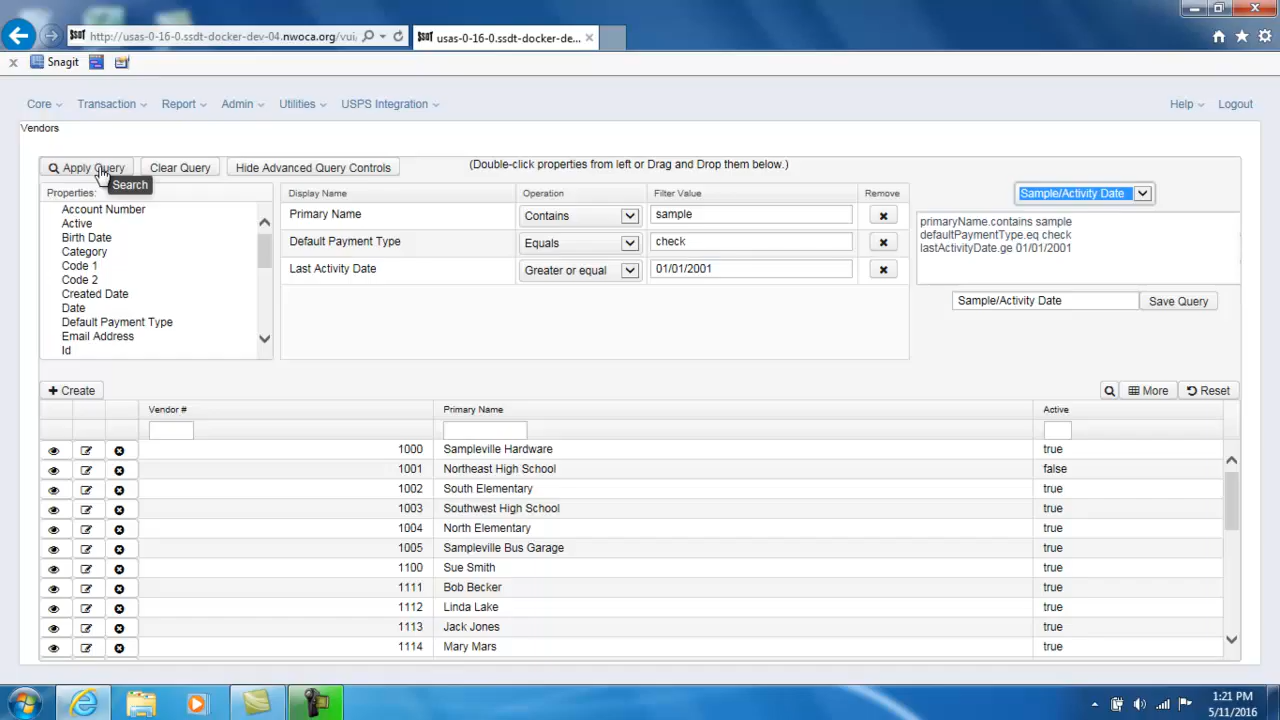 http://usas-0-16-0.ssdt-docker-dev-04.nwoca.org/vui/
usas-0-16-0.ssdt-docker-de...
Snagit
Core
Transaction
Report
Admin
Utilities
USPS Integration
Help
Logout
Vendors
Apply Query
Clear Query
Hide Advanced Query Controls
(Double-click properties from left or Drag and Drop them below.)
Search
Properties:
Account Number
Active
Birth Date
Category
Code 1
Code 2
Created Date
Date
Default Payment Type
Email Address
Id
Display Name Operation Filter Value Remove
Primary Name Contains sample
Default Payment Type Equals check
Last Activity Date Greater or equal 01/01/2001
Sample/Activity Date
primaryName.contains sample
defaultPaymentType.eq check
lastActivityDate.ge 01/01/2001
Sample/Activity Date
Save Query
Create
More
Reset
Vendor # Primary Name Active
1000 Sampleville Hardware true
1001 Northeast High School false
1002 South Elementary true
1003 Southwest High School true
1004 North Elementary true
1005 Sampleville Bus Garage true
1100 Sue Smith true
1111 Bob Becker true
1112 Linda Lake true
1113 Jack Jones true
1114 Mary Mars true
1:21 PM
5/11/2016